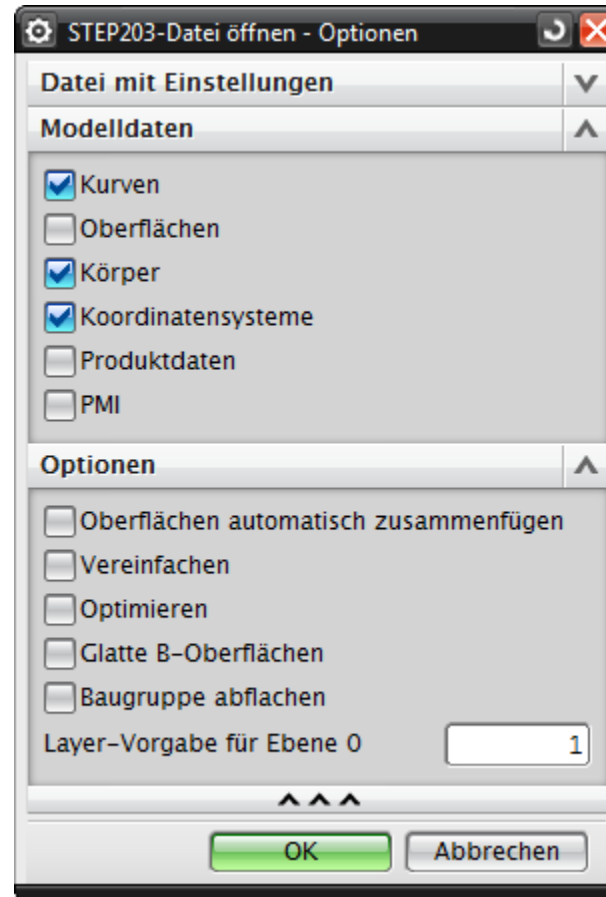 STEP203-Datei öffnen - Optionen
Datei mit Einstellungen
Modelldaten
Kurven
Oberflächen
Körper
Koordinatensysteme
Produktdaten
PMI
Optionen
Oberflächen automatisch zusammenfügen
Vereinfachen
Optimieren
Glatte B-Oberflächen
Baugruppe abflachen
Layer-Vorgabe für Ebene 0 1
OK Abbrechen